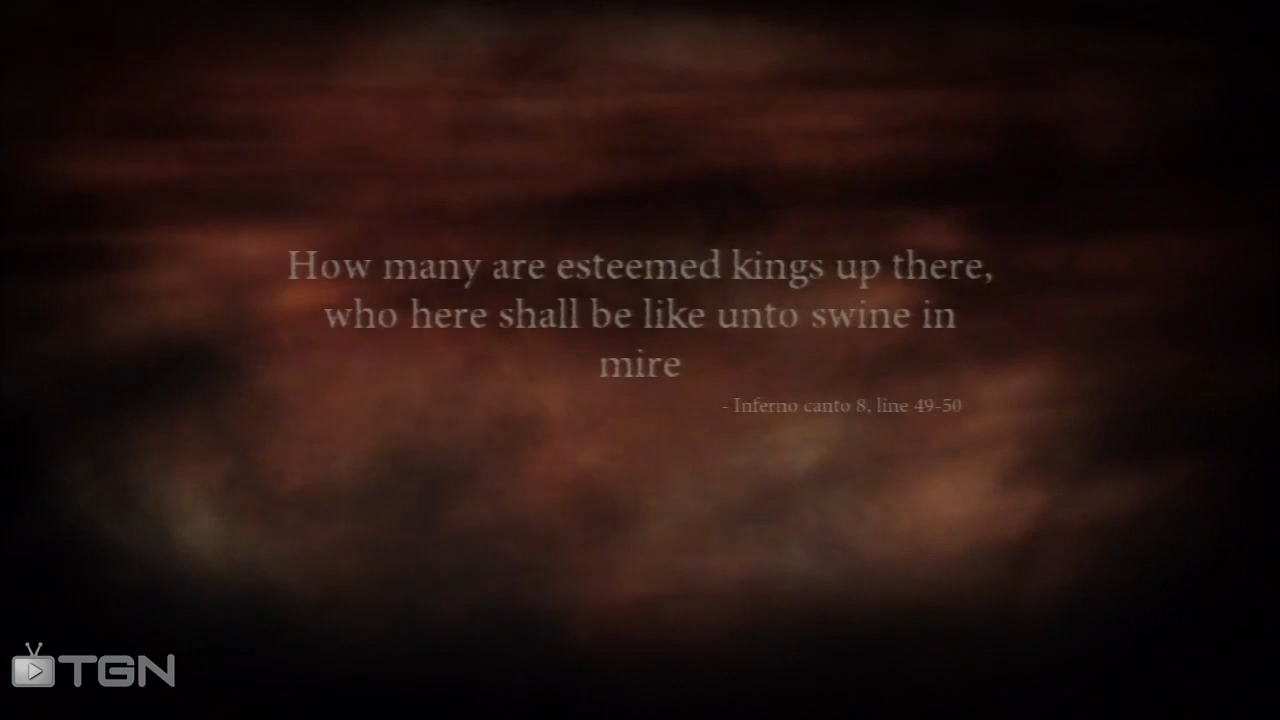 How many are esteemed kings up there,
who here shall be like unto swine in
mire
- Inferno canto 8, line 49-50
TGN